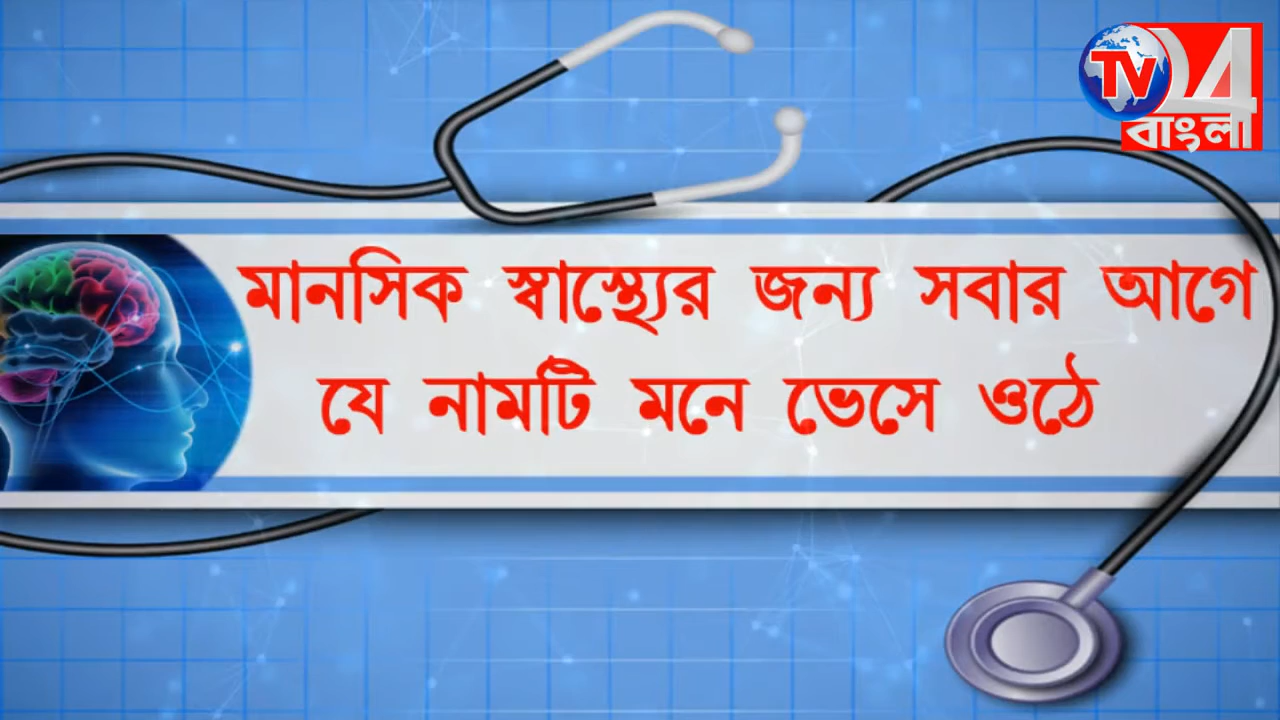 TV 24
বাংলা
মানসিক স্বাস্থ্যের জন্য সবার আগে
যে নামটি মনে ভেসে ওঠে